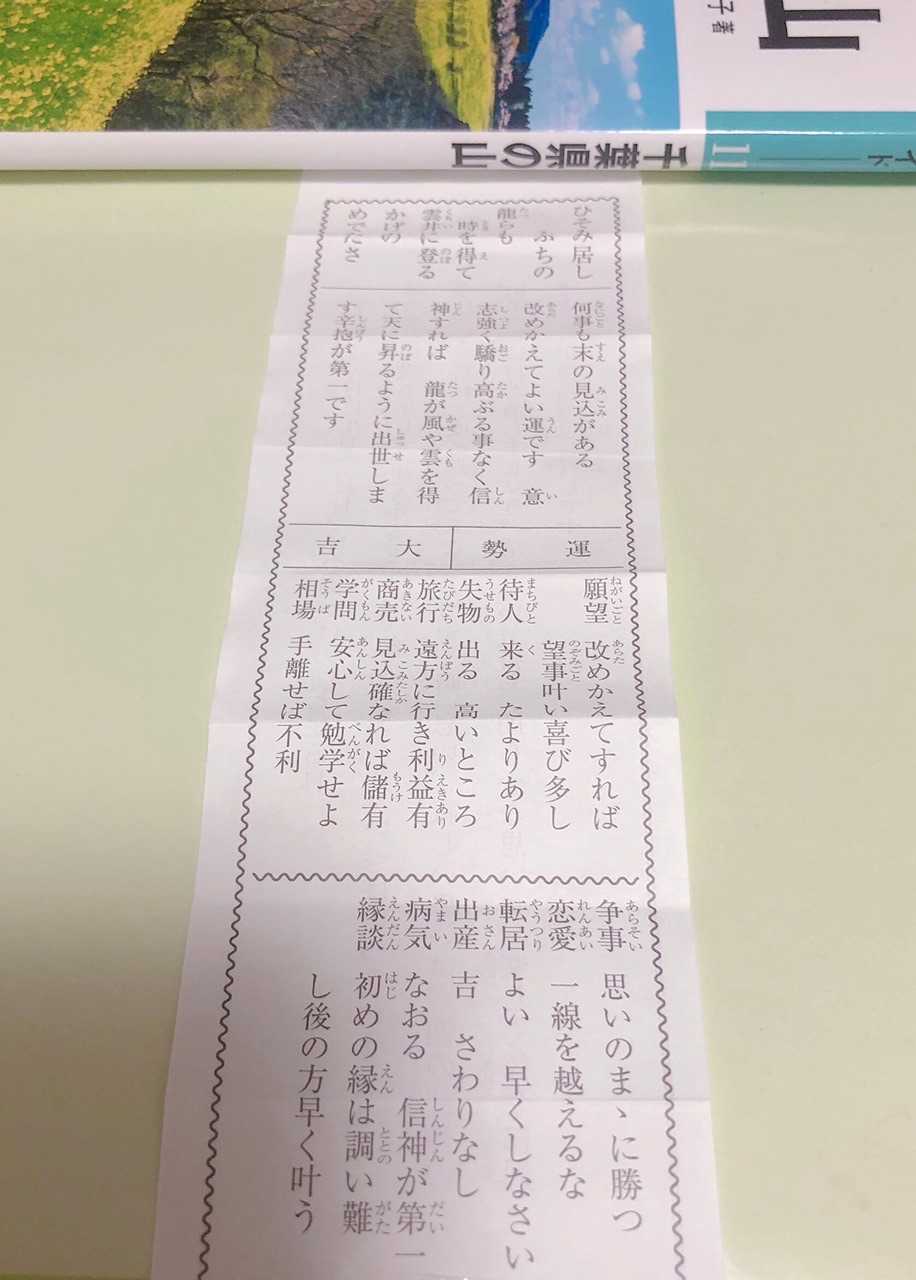 山
子著
千葉県の山
11
イド
ひそみ居し
ふちの
龍らも
時を得て
雲井に登る
かげの
めでたさ
何事も末の見込がある
改めかえてよい運です 意
志強く驕り高ぶる事なく信
神すれば 龍が風や雲を得
て天に昇るように出世しま
す辛抱が第一です
運勢 大吉
願望 改めかえてすれば
望事叶い喜び多し
待人 来る たよりあり
失物 出る 高いところ
旅行 遠方に行き利益有
商売 見込確なれば儲有
学問 安心して勉学せよ
相場 手離せば不利
争事 思いのまゝに勝つ
恋愛 一線を越えるな
転居 よい 早くしなさい
出産 吉 さわりなし
病気 なおる 信神が第一
縁談 初めの縁は調い難
し後の方早く叶う